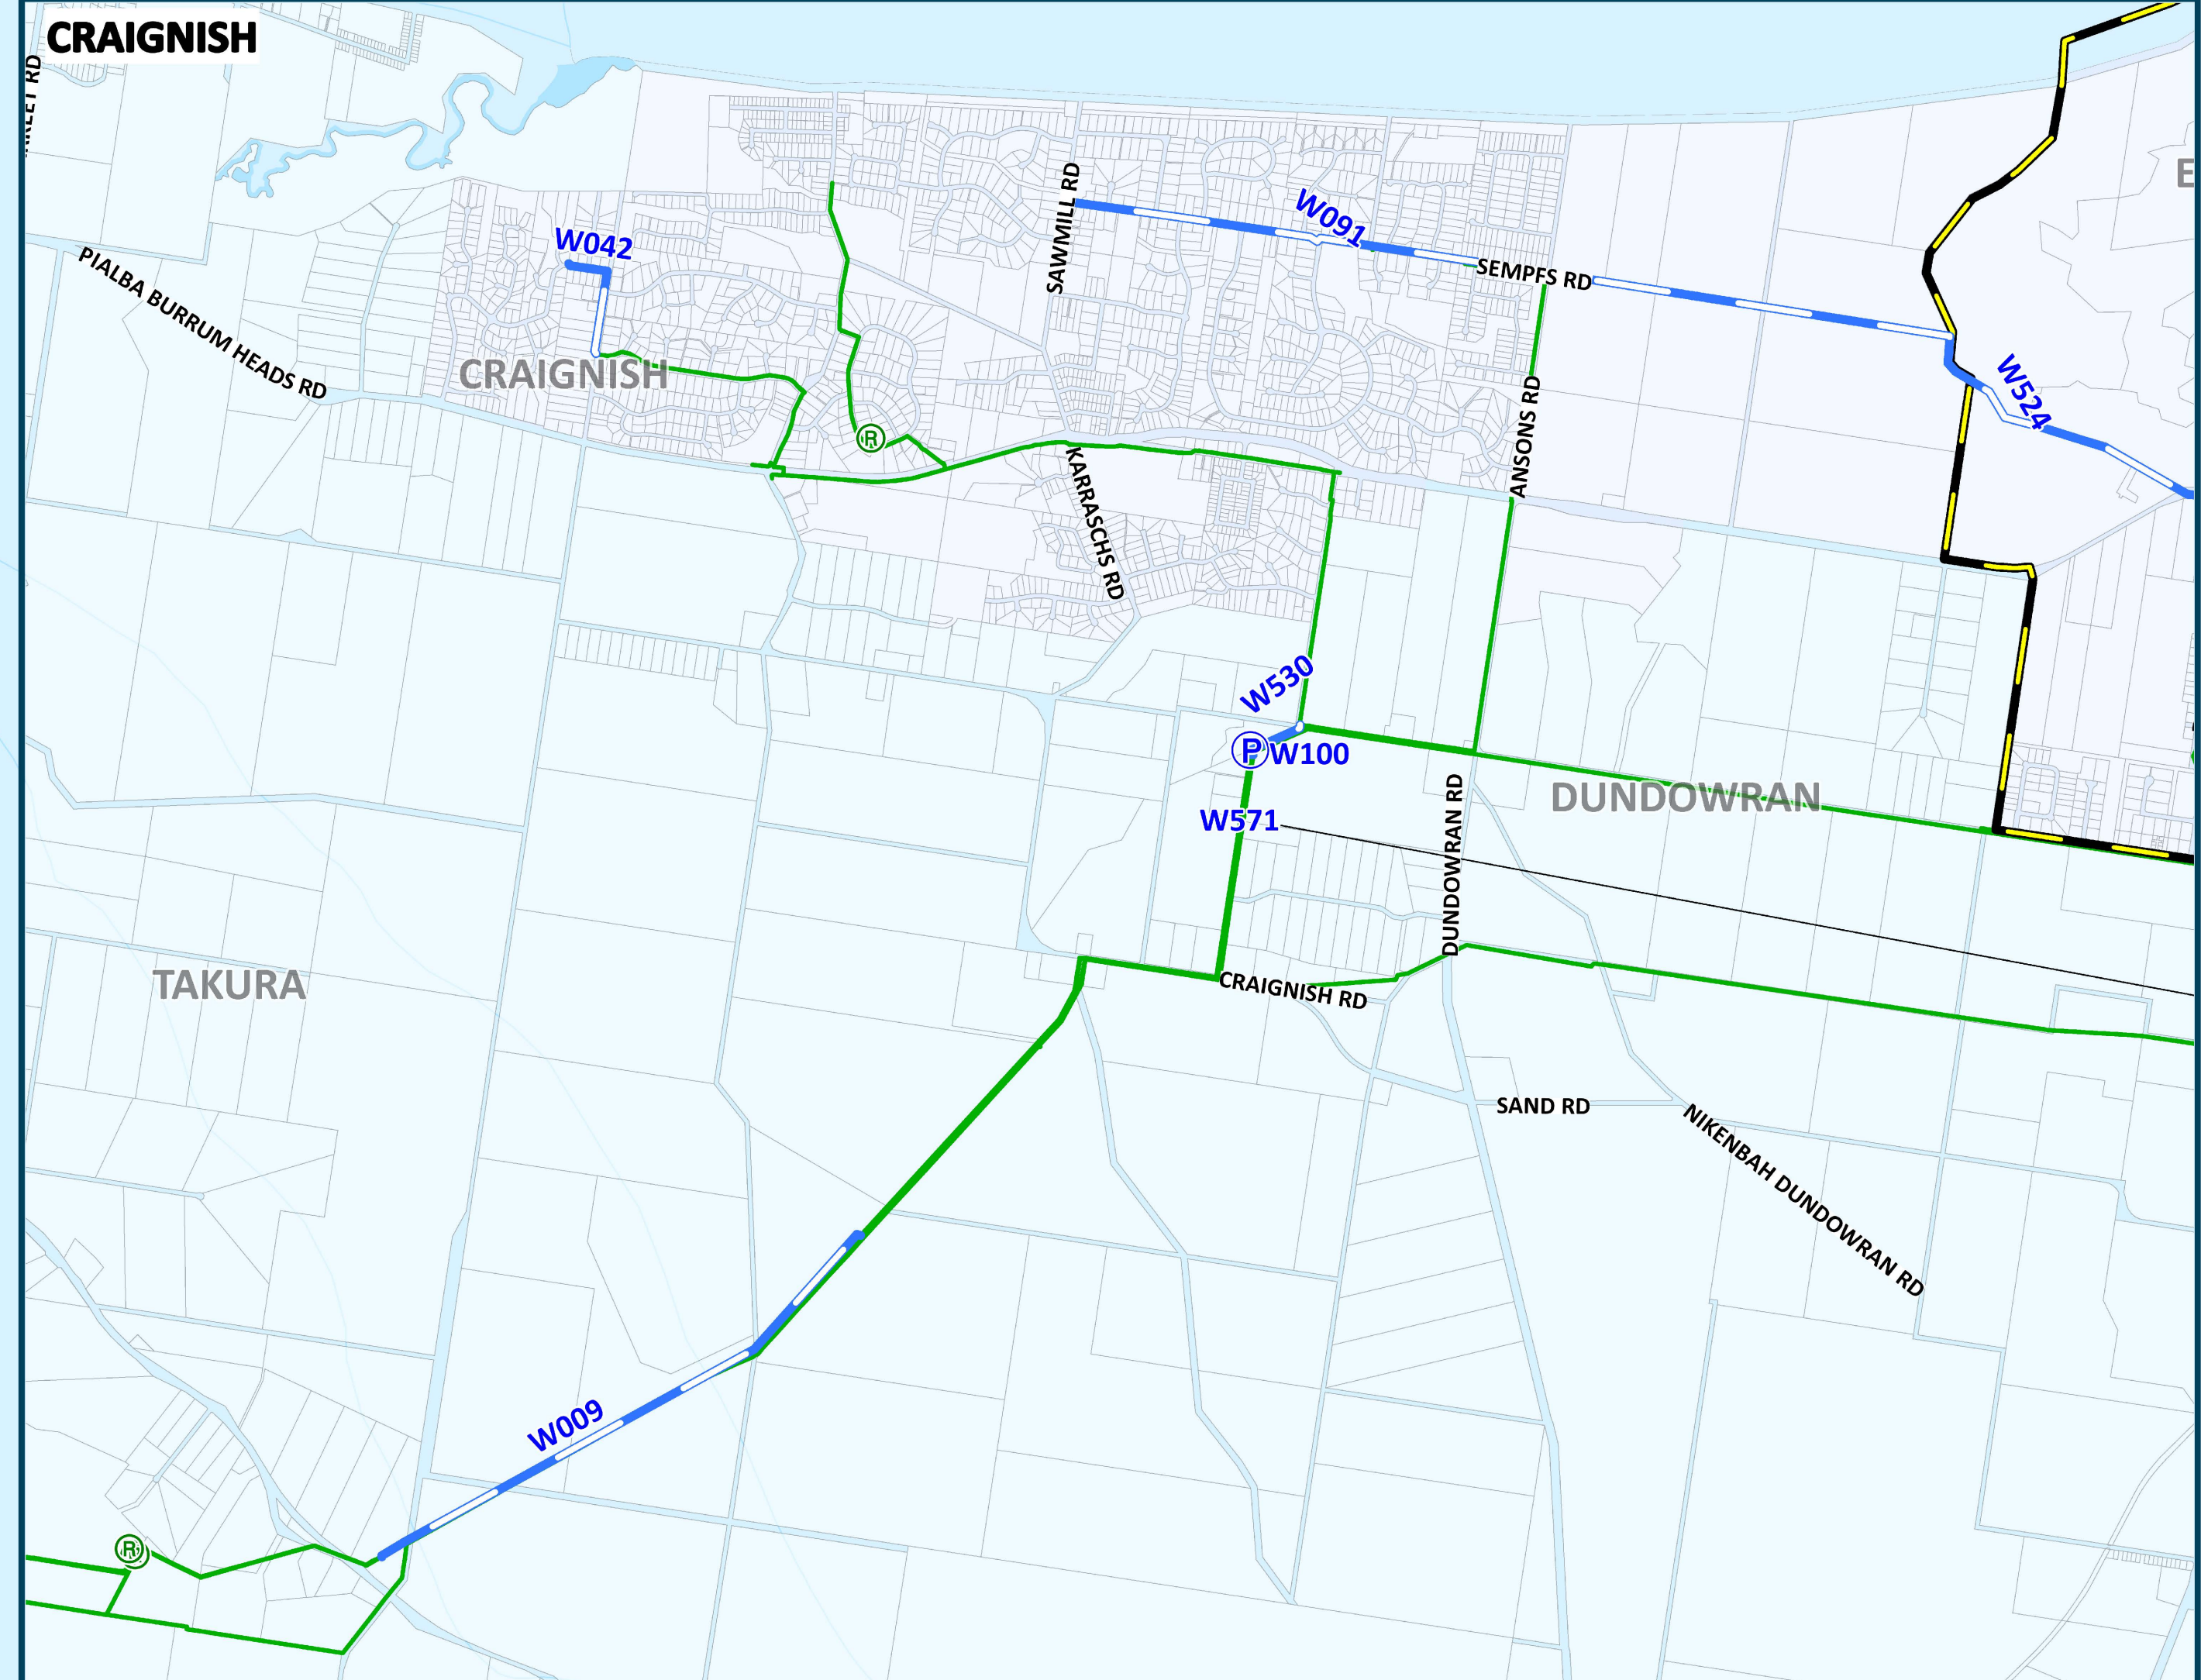 CRAIGNISH
W042
SAWMILL RD
W091
SEMPFS RD
PIALBA BURRUM HEADS RD
CRAIGNISH
W524
ANSONS RD
R
KARRASCHS RD
W530
P
W100
W571
DUNDOWRAN
DUNDOWRAN RD
TAKURA
CRAIGNISH RD
SAND RD
NIKENBAH DUNDOWRAN RD
W009
R